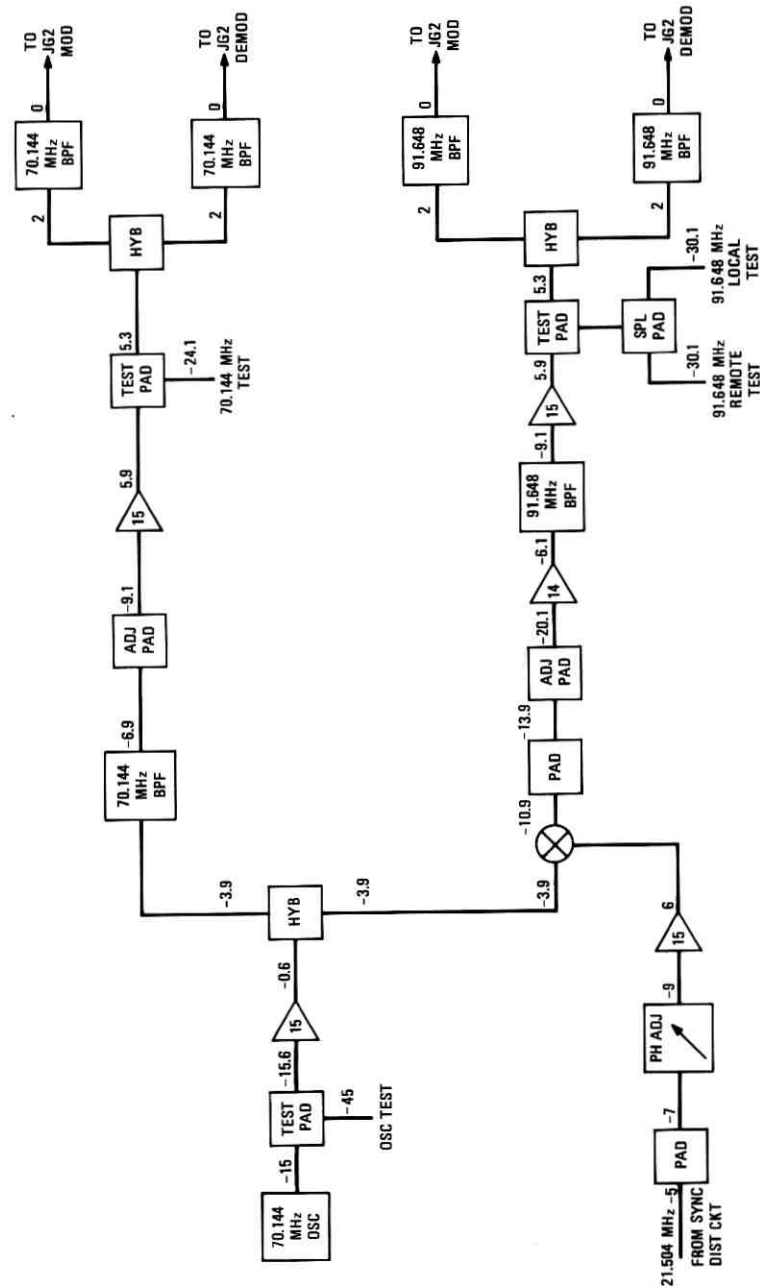 70.144
MHz
OSC
-15
TEST
PAD
-45
OSC TEST
-15.6
15
-0.6
HYB
-3.9
-3.9
70.144
MHz
BPF
-6.9
ADJ
PAD
-9.1
15
5.9
TEST
PAD
-24.1
70.144 MHz
TEST
5.3
HYB
2
70.144
MHz
BPF
0
TO
JG2
MOD
2
70.144
MHz
BPF
0
TO
JG2
DEMOD
21.504 MHz -5
FROM SYNC
DIST CKT
PAD
-7
PH ADJ
-9
15
6
-3.9
-10.9
PAD
-13.9
ADJ
PAD
-20.1
14
-6.1
91.648
MHz
BPF
-9.1
15
5.9
TEST
PAD
5.3
SPL
PAD
-30.1
91.648 MHz
REMOTE
TEST
-30.1
91.648 MHz
LOCAL
TEST
HYB
2
91.648
MHz
BPF
0
TO
JG2
MOD
2
91.648
MHz
BPF
0
TO
JG2
DEMOD